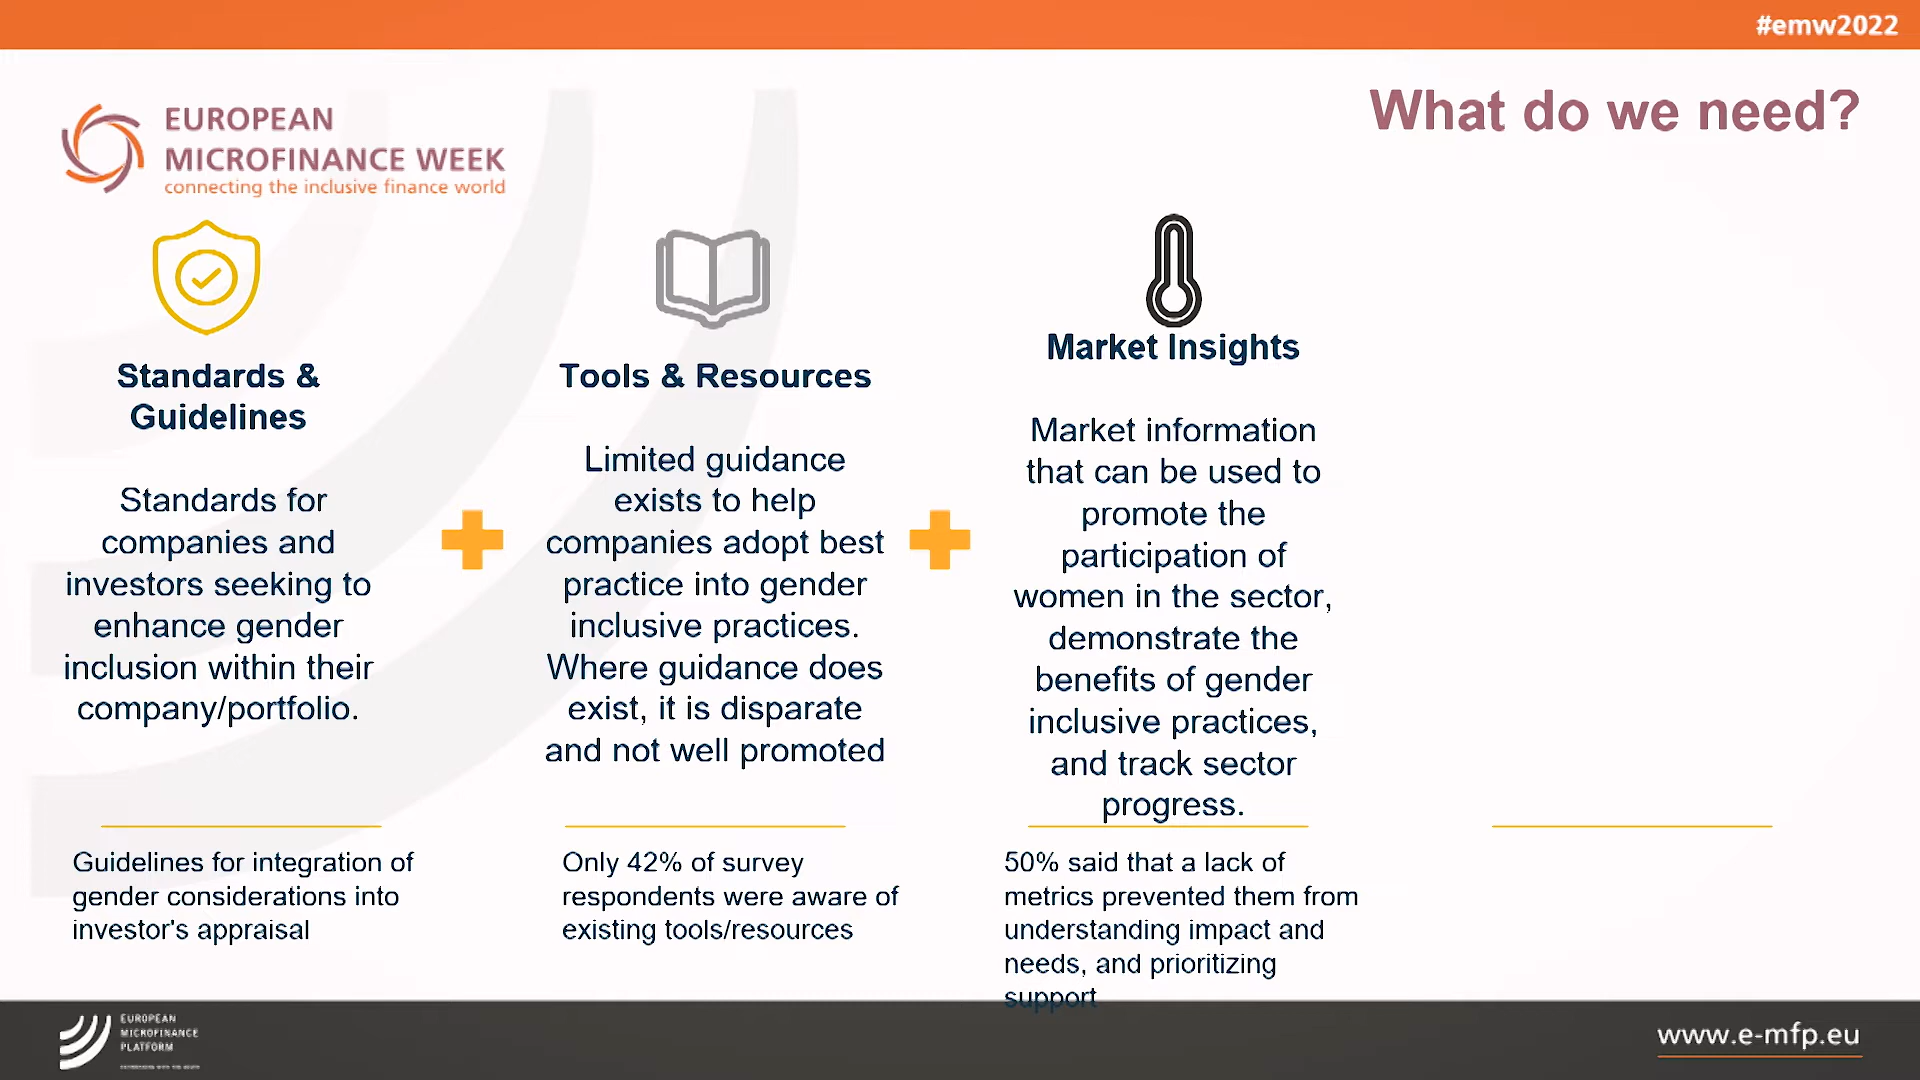 #emw2022
What do we need?
EUROPEAN
MICROFINANCE WEEK
connecting the inclusive finance world
Standards &
Guidelines
Standards for
companies and
investors seeking to
enhance gender
inclusion within their
company/portfolio.
Tools & Resources
Limited guidance
exists to help
companies adopt best
practice into gender
inclusive practices.
Where guidance does
exist, it is disparate
and not well promoted
Market Insights
Market information
that can be used to
promote the
participation of
women in the sector,
demonstrate the
benefits of gender
inclusive practices,
and track sector
progress.
Guidelines for integration of
gender considerations into
investor's appraisal
Only 42% of survey
respondents were aware of
existing tools/resources
50% said that a lack of
metrics prevented them from
understanding impact and
needs, and prioritizing
support
EUROPEAN
MICROFINANCE
PLATFORM
www.e-mfp.eu